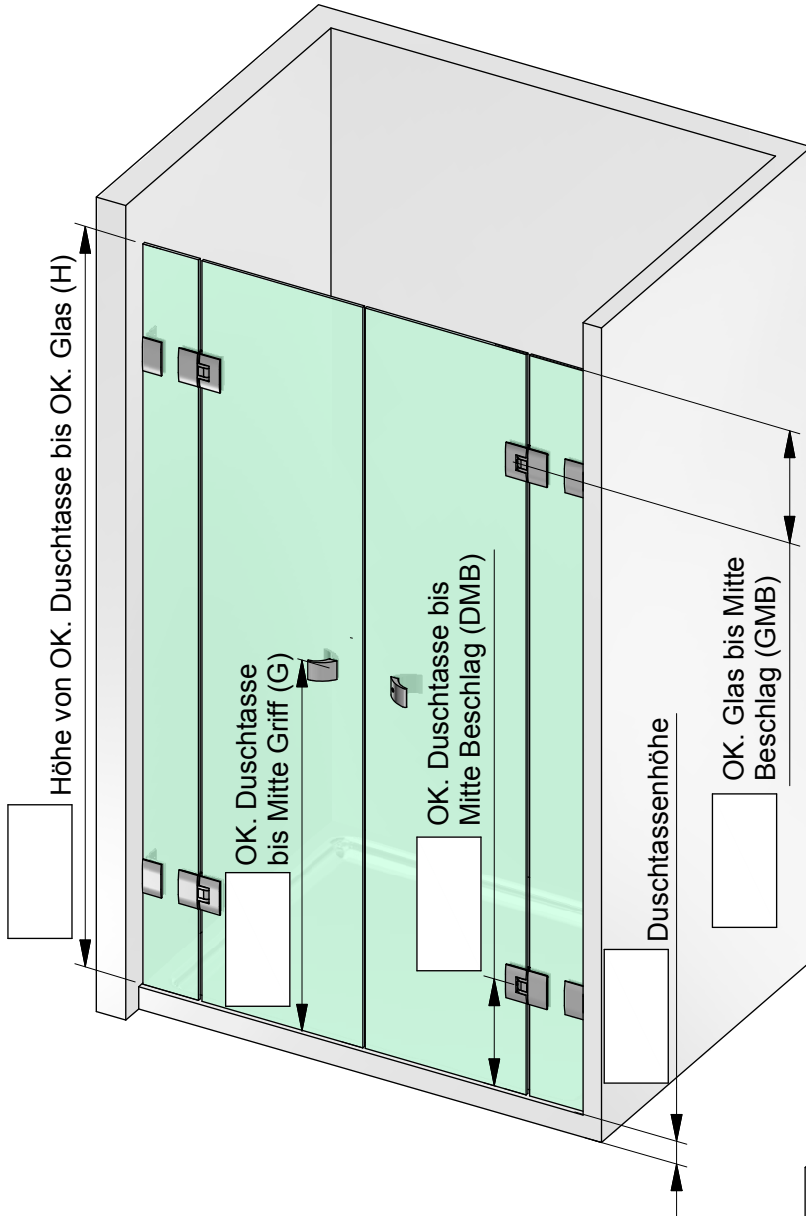 Höhe von OK. Duschtasse bis OK. Glas (H)
OK. Duschtasse
bis Mitte Griff (G)
OK. Duschtasse bis
Mitte Beschlag (DMB)
Duschtassenhöhe
OK. Glas bis Mitte
Beschlag (GMB)